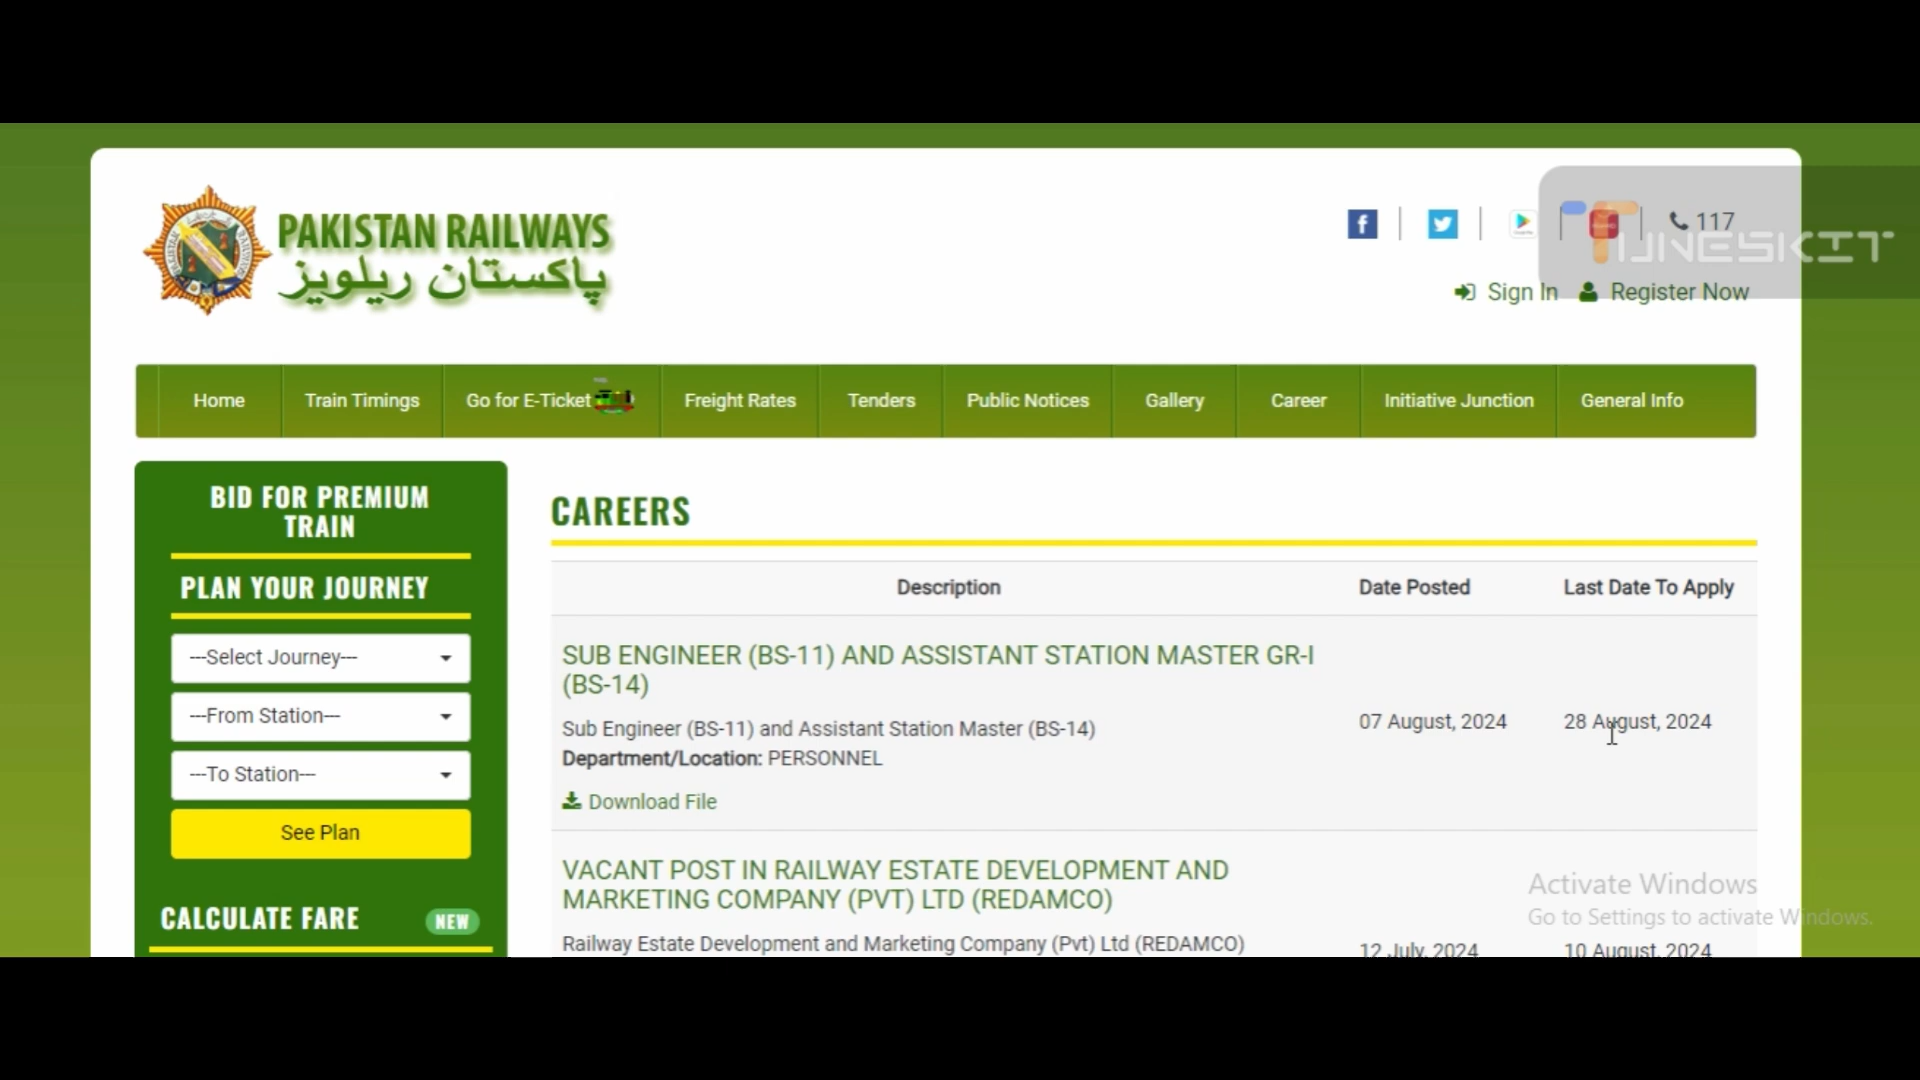 PAKISTAN RAILWAYS
پاکستان ریلویز
117
TUNESKIT
Sign In
Register Now
Home
Train Timings
Go for E-Ticket
Freight Rates
Tenders
Public Notices
Gallery
Career
Initiative Junction
General Info
BID FOR PREMIUM
TRAIN
PLAN YOUR JOURNEY
---Select Journey---
---From Station---
---To Station---
See Plan
CALCULATE FARE NEW
CAREERS
Description
Date Posted
Last Date To Apply
SUB ENGINEER (BS-11) AND ASSISTANT STATION MASTER GR-I
(BS-14)
Sub Engineer (BS-11) and Assistant Station Master (BS-14)
Department/Location: PERSONNEL
Download File
07 August, 2024
28 August, 2024
VACANT POST IN RAILWAY ESTATE DEVELOPMENT AND
MARKETING COMPANY (PVT) LTD (REDAMCO)
Railway Estate Development and Marketing Company (Pvt) Ltd (REDAMCO)
12 July, 2024
10 August, 2024
Activate Windows
Go to Settings to activate Windows.